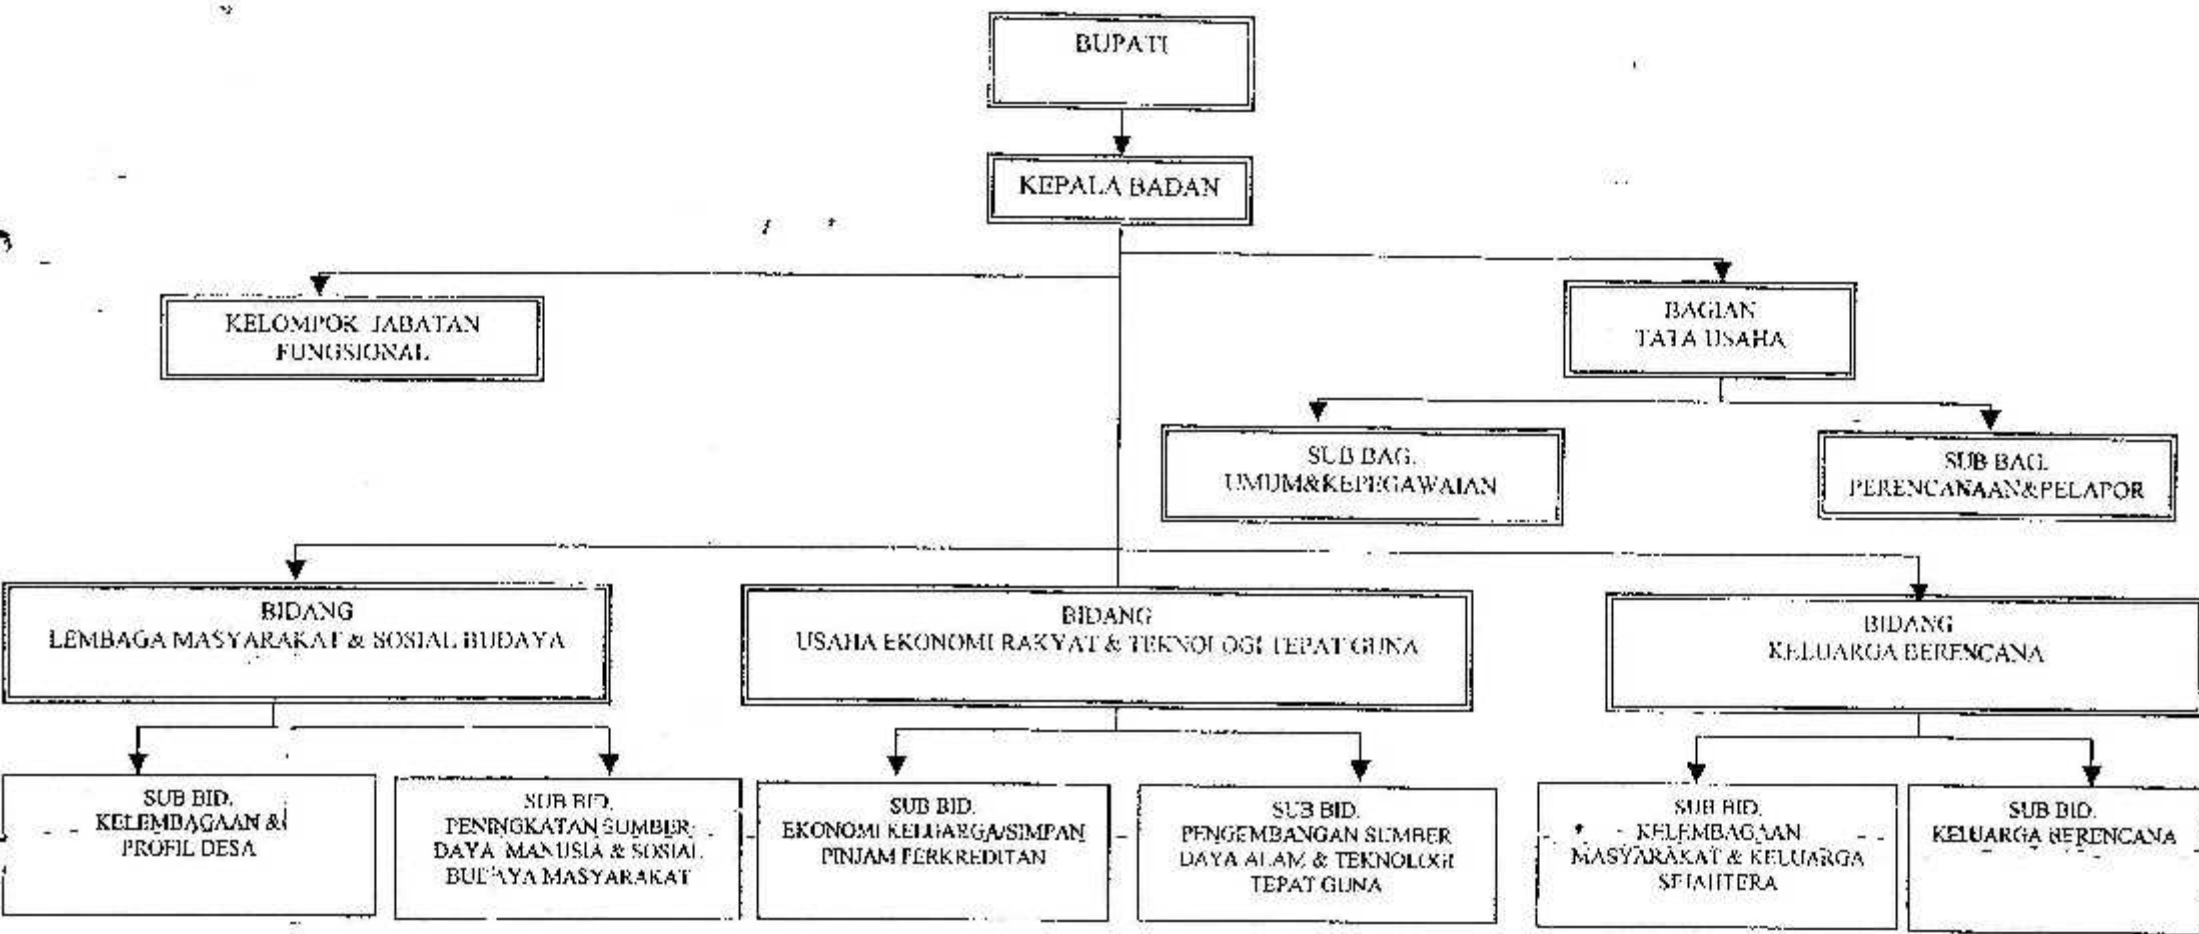 BUPATI
KEPALA BADAN
KELOMPOK JABATAN
FUNGSIONAL
BAGIAN
TATA USAHA
SUB BAG.
UMUM&KEPEGAWAIAN
SUB BAG.
PERENCANAAN&PELAPOR
BIDANG
LEMBAGA MASYARAKAT & SOSIAL BUDAYA
BIDANG
USAHA EKONOMI RAKYAT & TEKNOLOGI TEPAT GUNA
BIDANG
KELUARGA BERENCANA
SUB BID.
KELEMBAGAAN &
PROFIL DESA
SUB BID.
PENINGKATAN SUMBER
DAYA MANUSIA & SOSIAL
BUDAYA MASYARAKAT
SUB BID.
EKONOMI KELUARGA/SIMPAN
PINJAM PERKREDITAN
SUB BID.
PENGEMBANGAN SUMBER
DAYA ALAM & TEKNOLOGI
TEPAT GUNA
SUB BID.
KELEMBAGAAN
MASYARAKAT & KELUARGA
SEJAHTERA
SUB BID.
KELUARGA BERENCANA